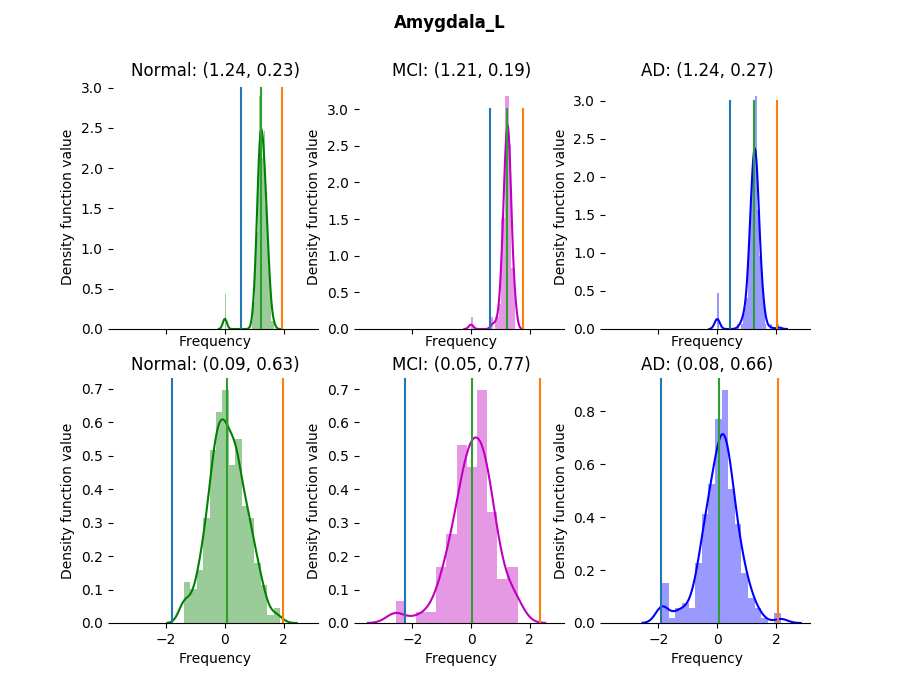 Amygdala_L
Normal: (1.24, 0.23)
MCI: (1.21, 0.19)
AD: (1.24, 0.27)
Density function value
3.0
2.5
2.0
1.5
1.0
0.5
0.0
Frequency
Density function value
3.0
2.5
2.0
1.5
1.0
0.5
0.0
Frequency
Density function value
3.0
2.5
2.0
1.5
1.0
0.5
0.0
Frequency
Normal: (0.09, 0.63)
MCI: (0.05, 0.77)
AD: (0.08, 0.66)
Density function value
0.7
0.6
0.5
0.4
0.3
0.2
0.1
0.0
−2 0 2
Frequency
Density function value
0.7
0.6
0.5
0.4
0.3
0.2
0.1
0.0
−2 0 2
Frequency
Density function value
0.8
0.6
0.4
0.2
0.0
−2 0 2
Frequency